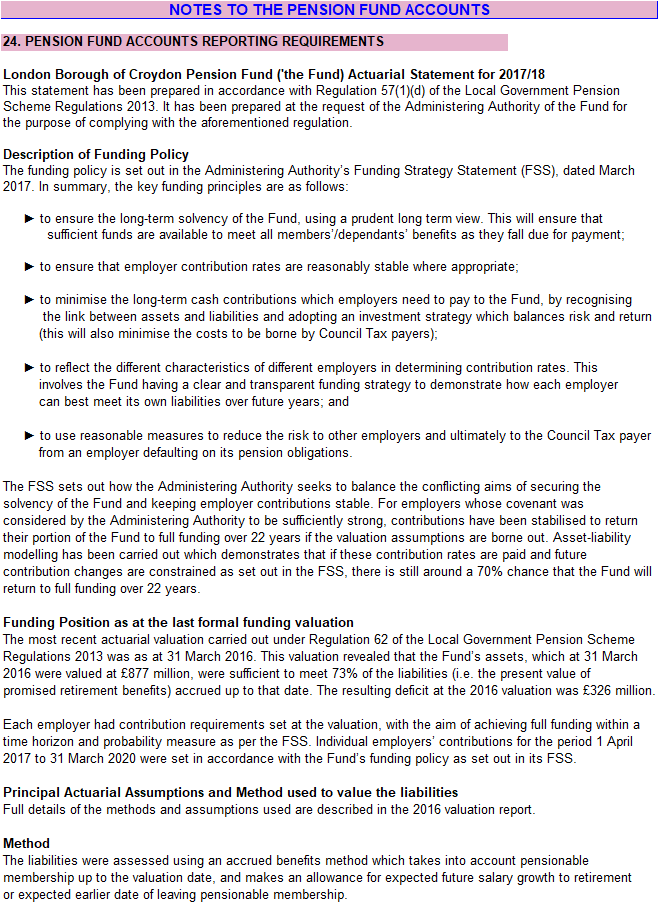 NOTES TO THE PENSION FUND ACCOUNTS
24. PENSION FUND ACCOUNTS REPORTING REQUIREMENTS
London Borough of Croydon Pension Fund ('the Fund) Actuarial Statement for 2017/18
This statement has been prepared in accordance with Regulation 57(1)(d) of the Local Government Pension
Scheme Regulations 2013. It has been prepared at the request of the Administering Authority of the Fund for
the purpose of complying with the aforementioned regulation.
Description of Funding Policy
The funding policy is set out in the Administering Authority's Funding Strategy Statement (FSS), dated March
2017. In summary, the key funding principles are as follows:
► to ensure the long-term solvency of the Fund, using a prudent long term view. This will ensure that
sufficient funds are available to meet all members'/dependants' benefits as they fall due for payment;
► to ensure that employer contribution rates are reasonably stable where appropriate;
► to minimise the long-term cash contributions which employers need to pay to the Fund, by recognising
the link between assets and liabilities and adopting an investment strategy which balances risk and return
(this will also minimise the costs to be borne by Council Tax payers);
► to reflect the different characteristics of different employers in determining contribution rates. This
involves the Fund having a clear and transparent funding strategy to demonstrate how each employer
can best meet its own liabilities over future years; and
► to use reasonable measures to reduce the risk to other employers and ultimately to the Council Tax payer
from an employer defaulting on its pension obligations.
The FSS sets out how the Administering Authority seeks to balance the conflicting aims of securing the
solvency of the Fund and keeping employer contributions stable. For employers whose covenant was
considered by the Administering Authority to be sufficiently strong, contributions have been stabilised to return
their portion of the Fund to full funding over 22 years if the valuation assumptions are borne out. Asset-liability
modelling has been carried out which demonstrates that if these contribution rates are paid and future
contribution changes are constrained as set out in the FSS, there is still around a 70% chance that the Fund will
return to full funding over 22 years.
Funding Position as at the last formal funding valuation
The most recent actuarial valuation carried out under Regulation 62 of the Local Government Pension Scheme
Regulations 2013 was as at 31 March 2016. This valuation revealed that the Fund's assets, which at 31 March
2016 were valued at £877 million, were sufficient to meet 73% of the liabilities (i.e. the present value of
promised retirement benefits) accrued up to that date. The resulting deficit at the 2016 valuation was £326 million.
Each employer had contribution requirements set at the valuation, with the aim of achieving full funding within a
time horizon and probability measure as per the FSS. Individual employers' contributions for the period 1 April
2017 to 31 March 2020 were set in accordance with the Fund's funding policy as set out in its FSS.
Principal Actuarial Assumptions and Method used to value the liabilities
Full details of the methods and assumptions used are described in the 2016 valuation report.
Method
The liabilities were assessed using an accrued benefits method which takes into account pensionable
membership up to the valuation date, and makes an allowance for expected future salary growth to retirement
or expected earlier date of leaving pensionable membership.